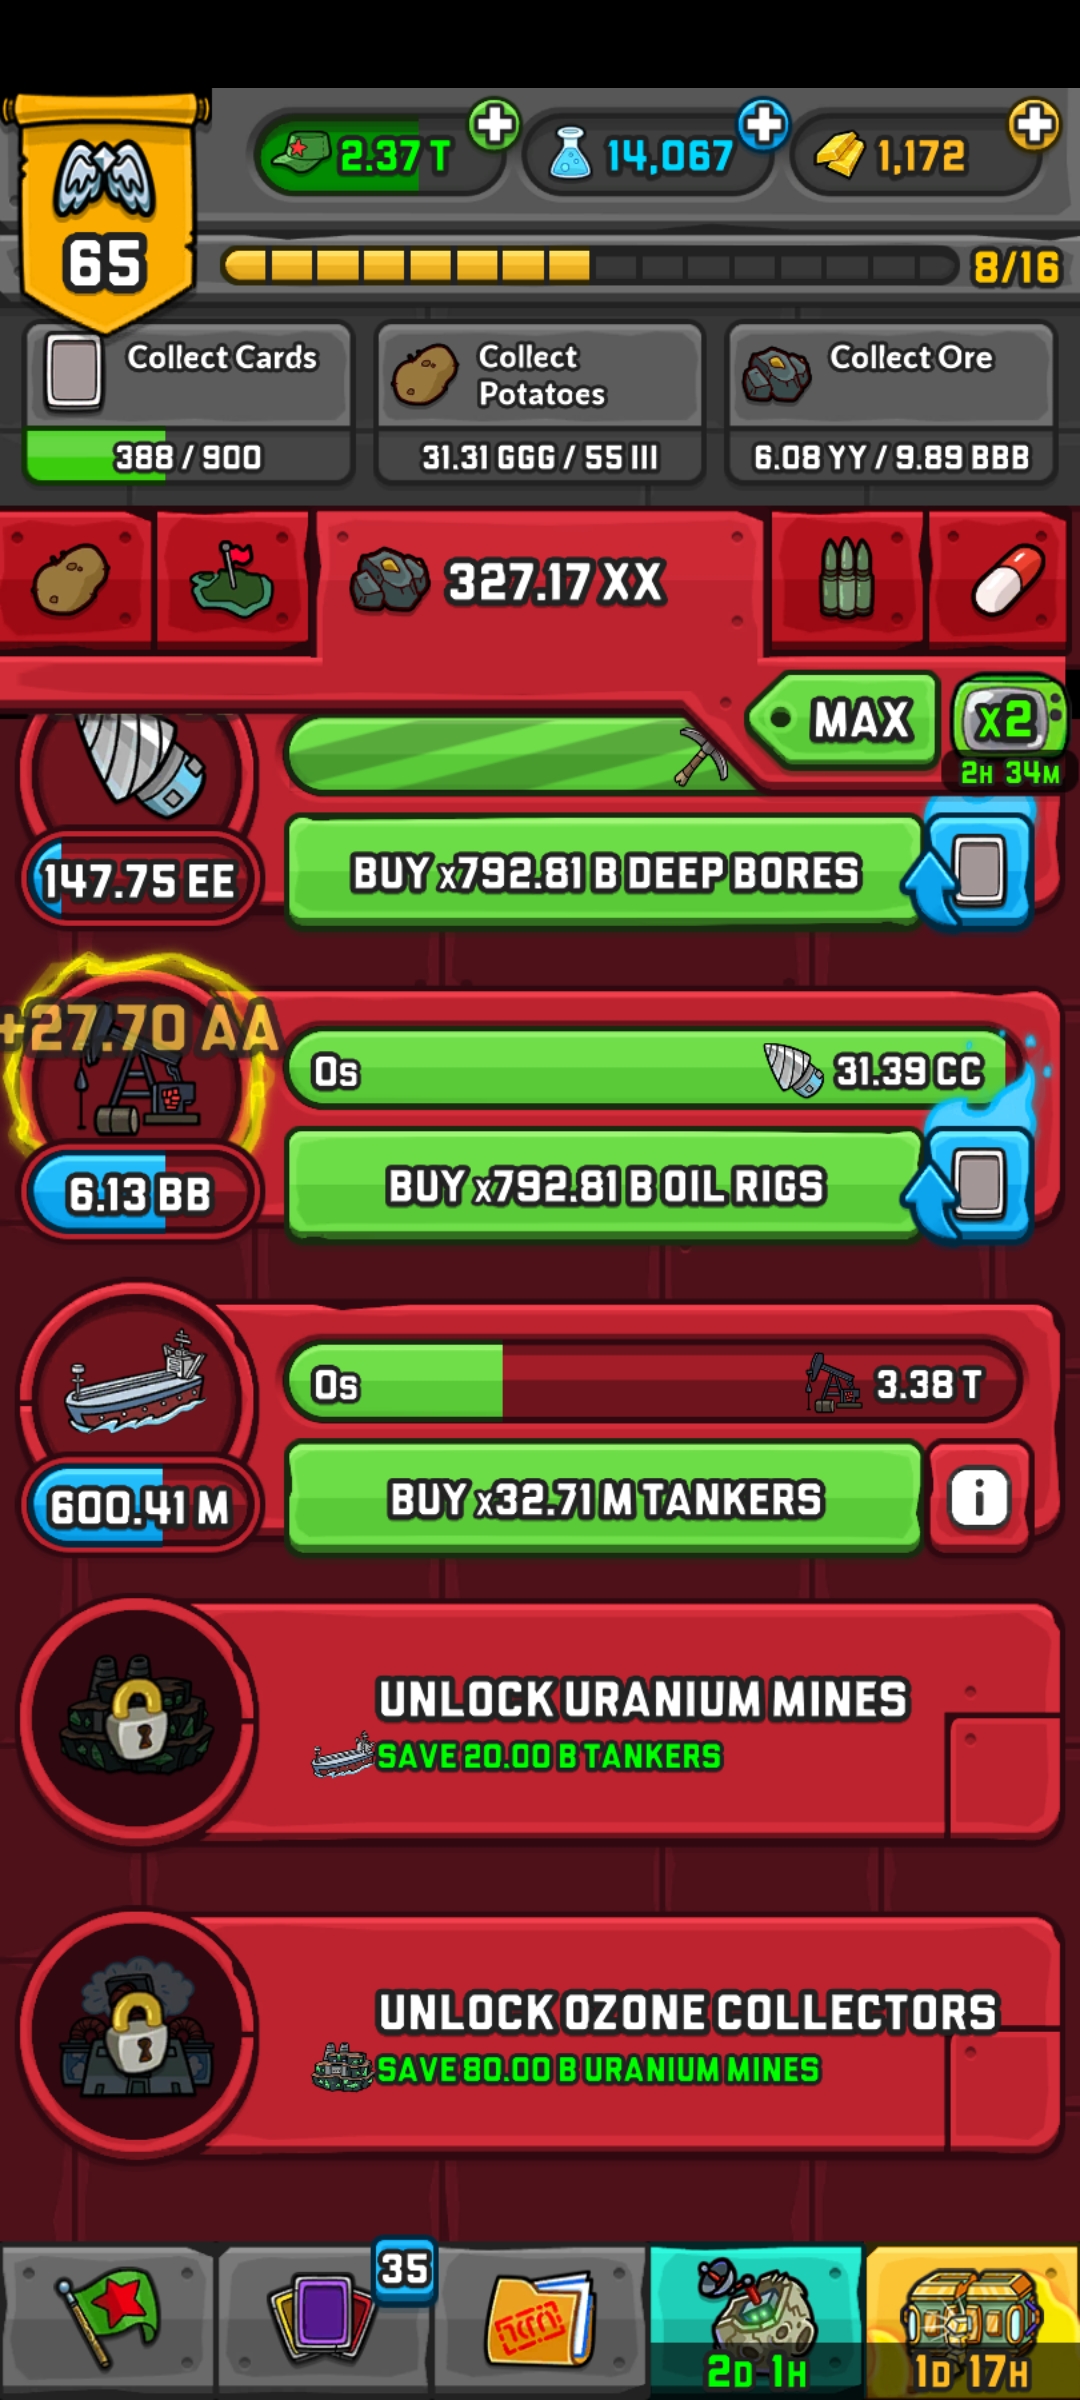 2.37 T
14,067
1,172
65
8/16
Collect Cards
388 / 900
Collect
Potatoes
31.31 GGG / 55 III
Collect Ore
6.08 YY / 9.89 BBB
327.17 XX
MAX
x2
2H 34M
147.75 EE
BUY x792.81 B DEEP BORES
+27.70 AA
0s
31.39 CC
6.13 BB
BUY x792.81 B OIL RIGS
0s
3.38 T
600.41 M
BUY x32.71 M TANKERS
i
UNLOCK URANIUM MINES
SAVE 20.00 B TANKERS
UNLOCK OZONE COLLECTORS
SAVE 80.00 B URANIUM MINES
35
2D 1H
1D 17H